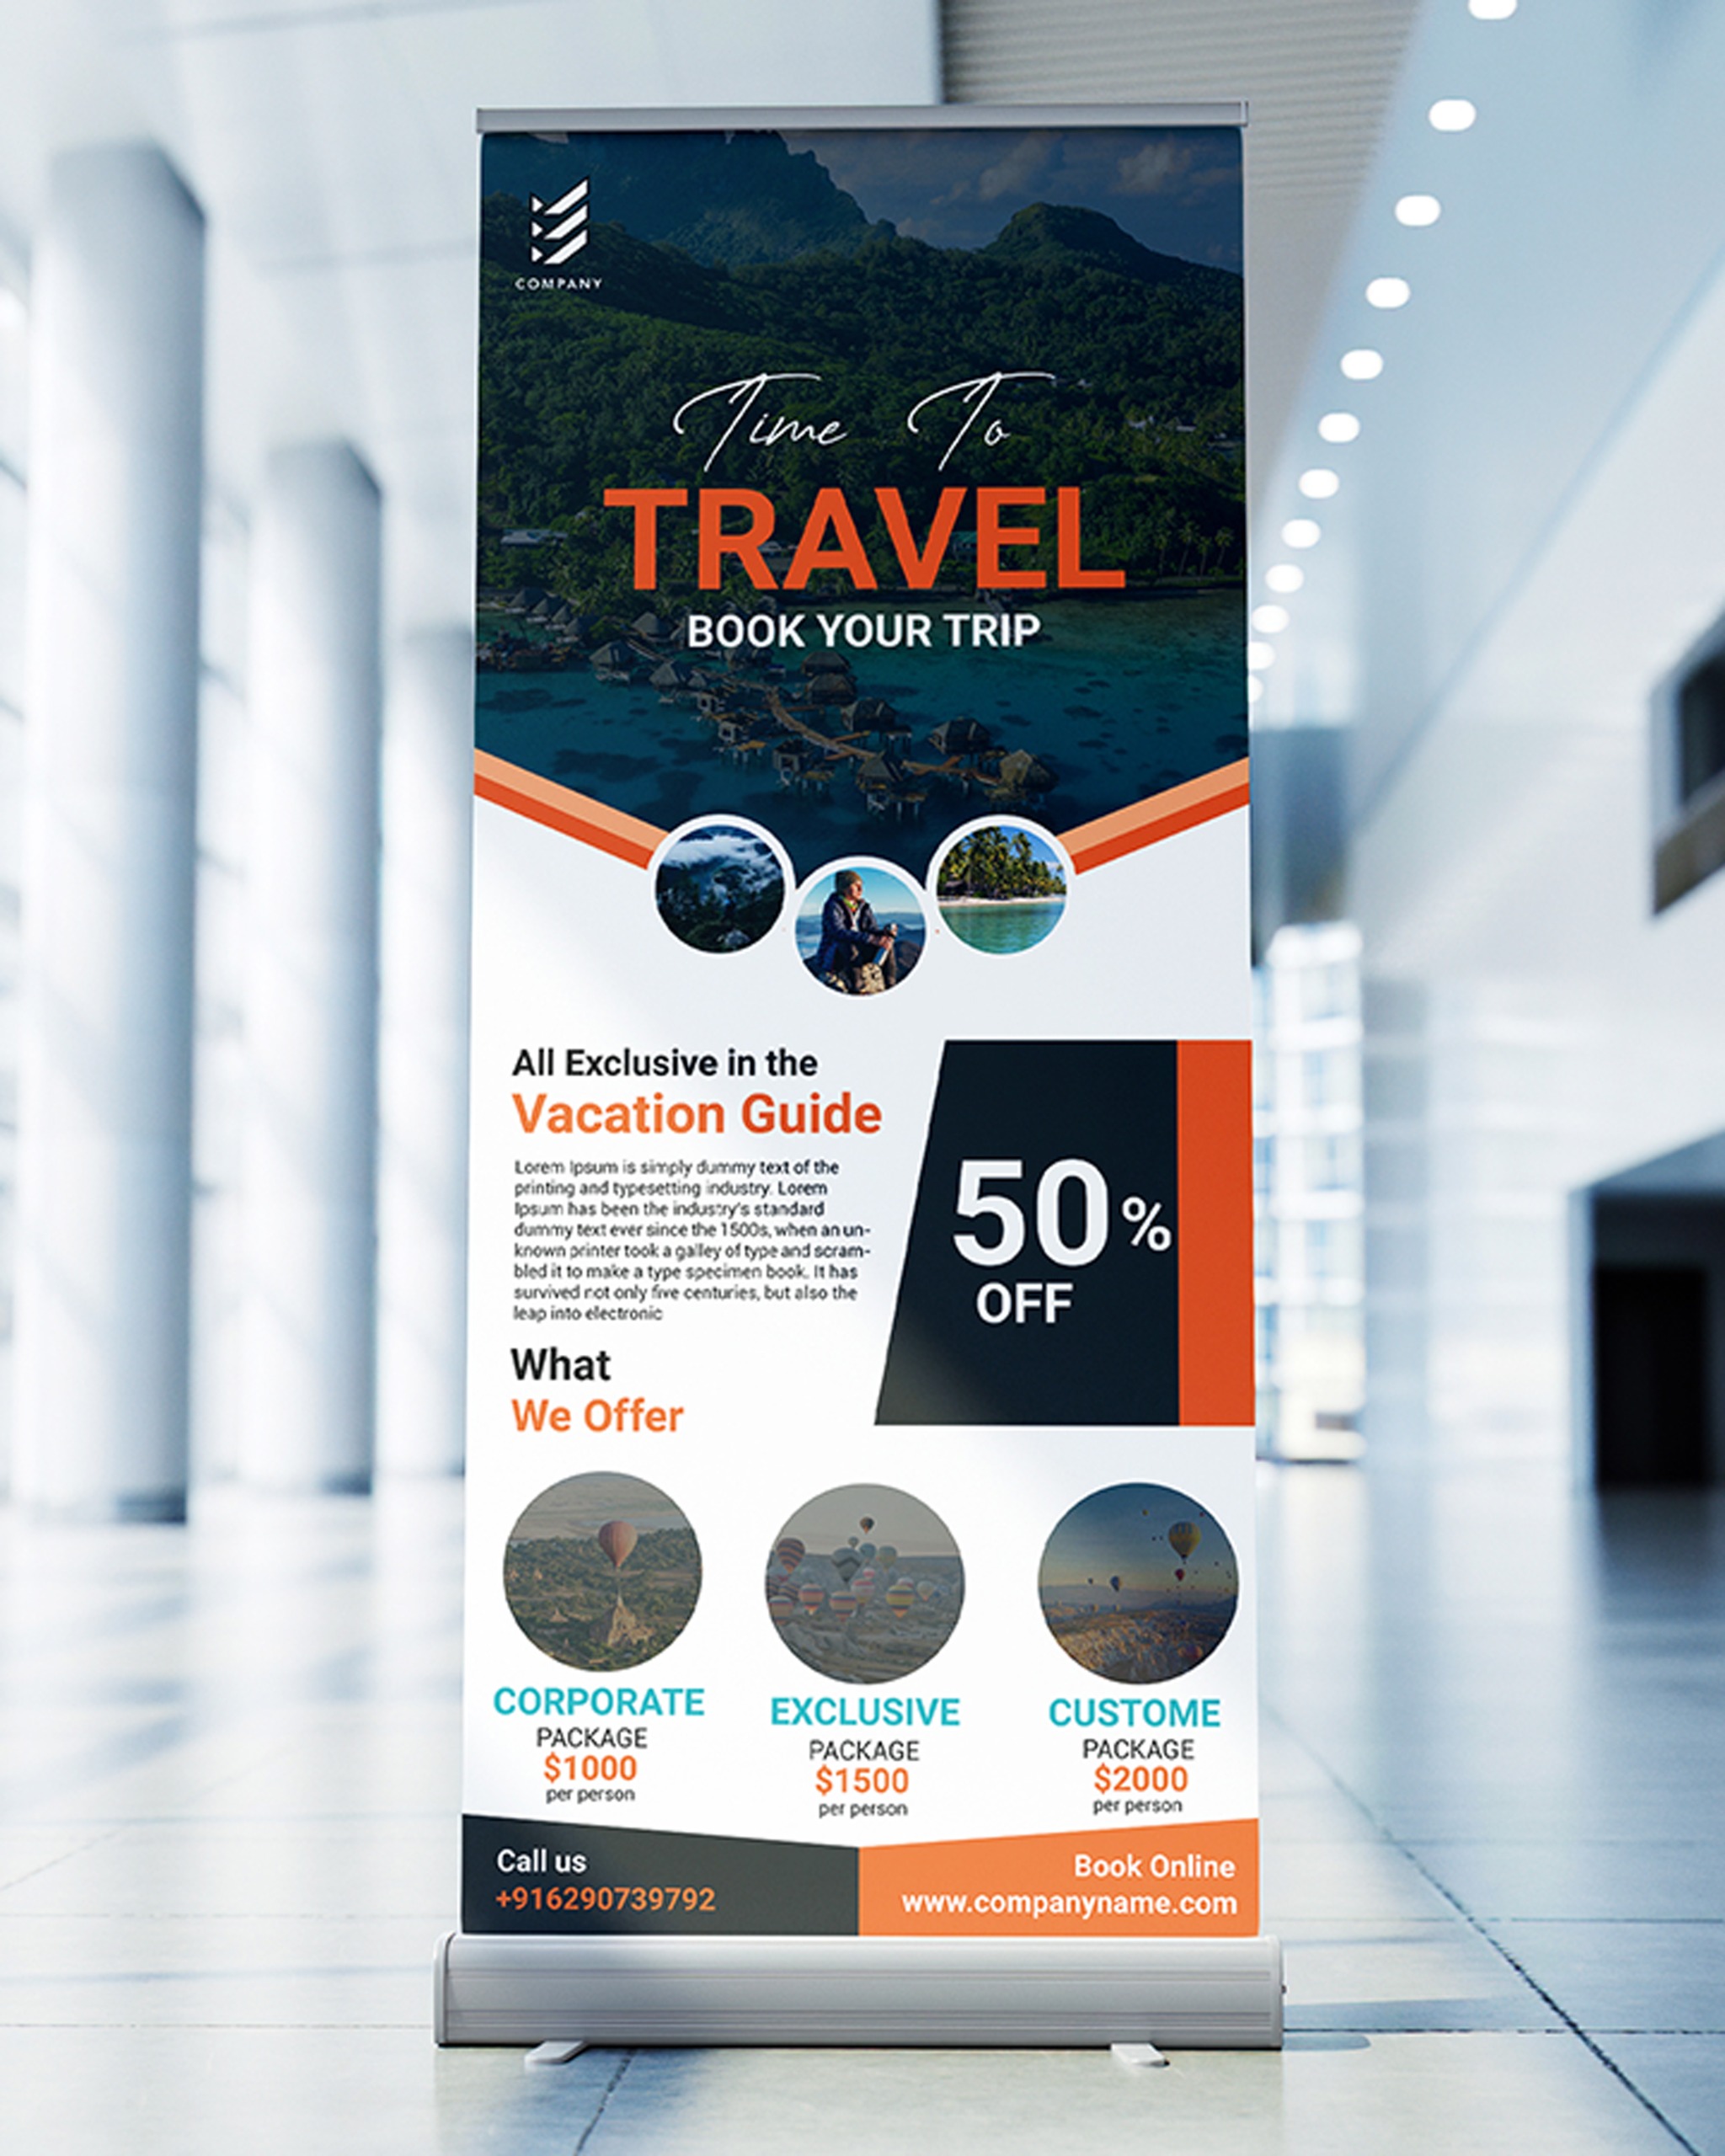 COMPANY
Time To
TRAVEL
BOOK YOUR TRIP
All Exclusive in the
Vacation Guide
Lorem Ipsum is simply dummy text of the
printing and typesetting industry. Lorem
Ipsum has been the industry's standard
dummy text ever since the 1500s, when an un-
known printer took a galley of type and scram-
bled it to make a type specimen book. It has
survived not only five centuries, but also the
leap into electronic
50%
OFF
What
We Offer
CORPORATE
PACKAGE
$1000
per person
EXCLUSIVE
PACKAGE
$1500
per person
CUSTOME
PACKAGE
$2000
per person
Call us
+916290739792
Book Online
www.companyname.com